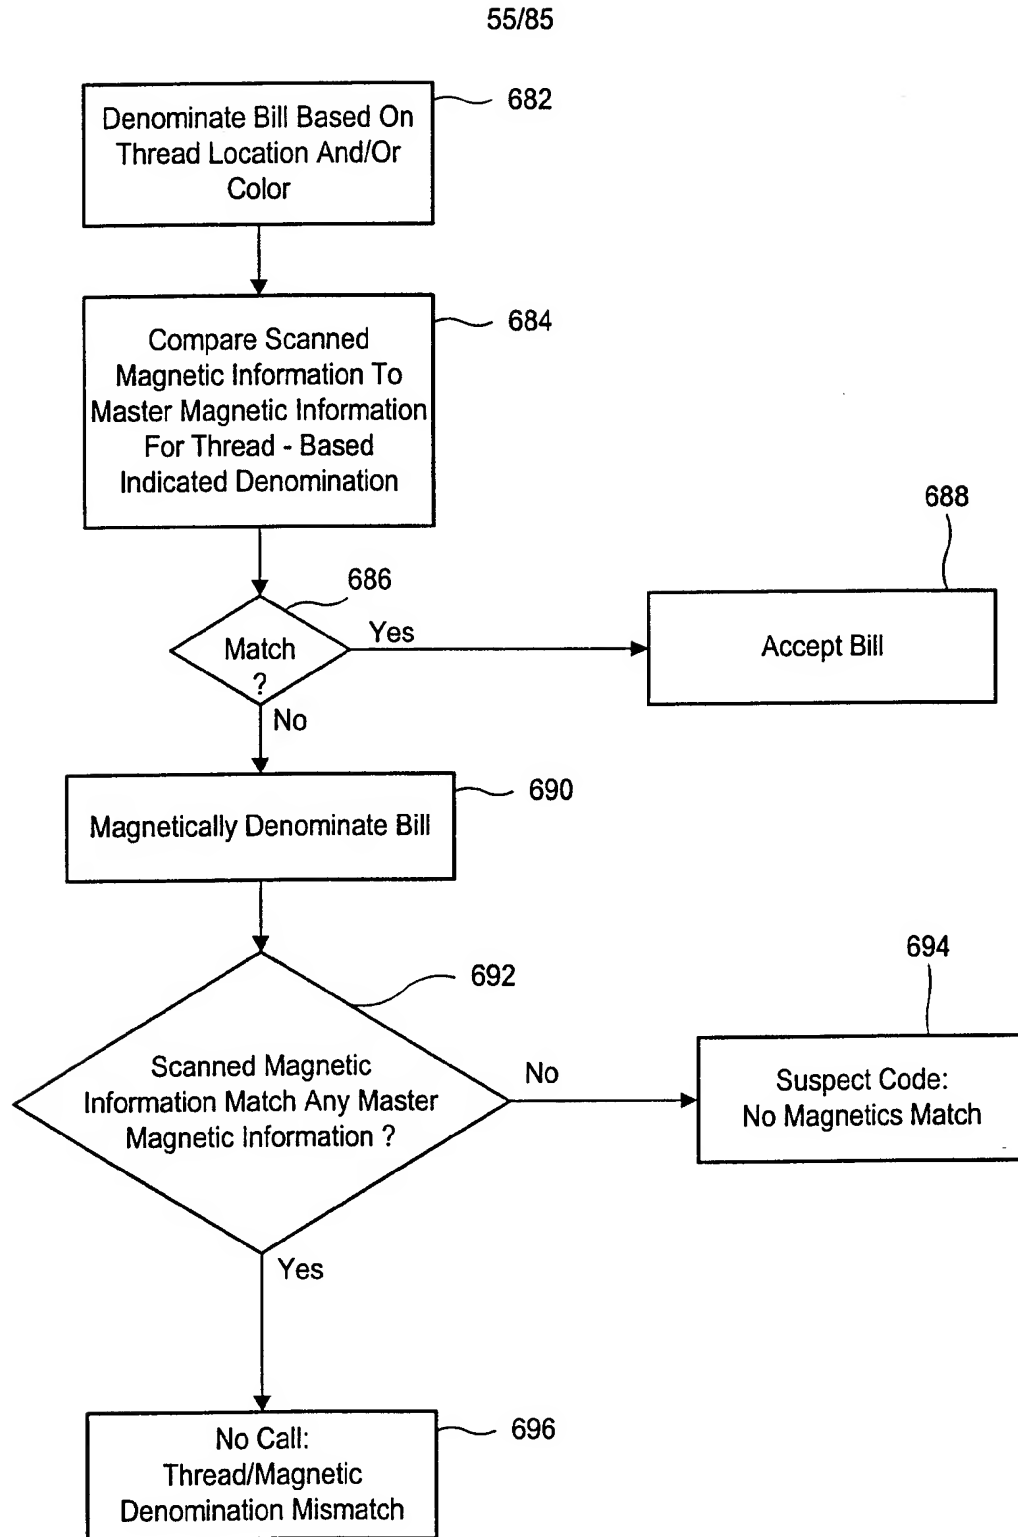 55/85
682
Denominate Bill Based On
Thread Location And/Or
Color
684
Compare Scanned
Magnetic Information To
Master Magnetic Information
For Thread - Based
Indicated Denomination
688
686
Yes
Match
?
Accept Bill
No
690
Magnetically Denominate Bill
694
692
No
Scanned Magnetic
Information Match Any Master
Magnetic Information ?
Suspect Code:
No Magnetics Match
Yes
696
No Call:
Thread/Magnetic
Denomination Mismatch